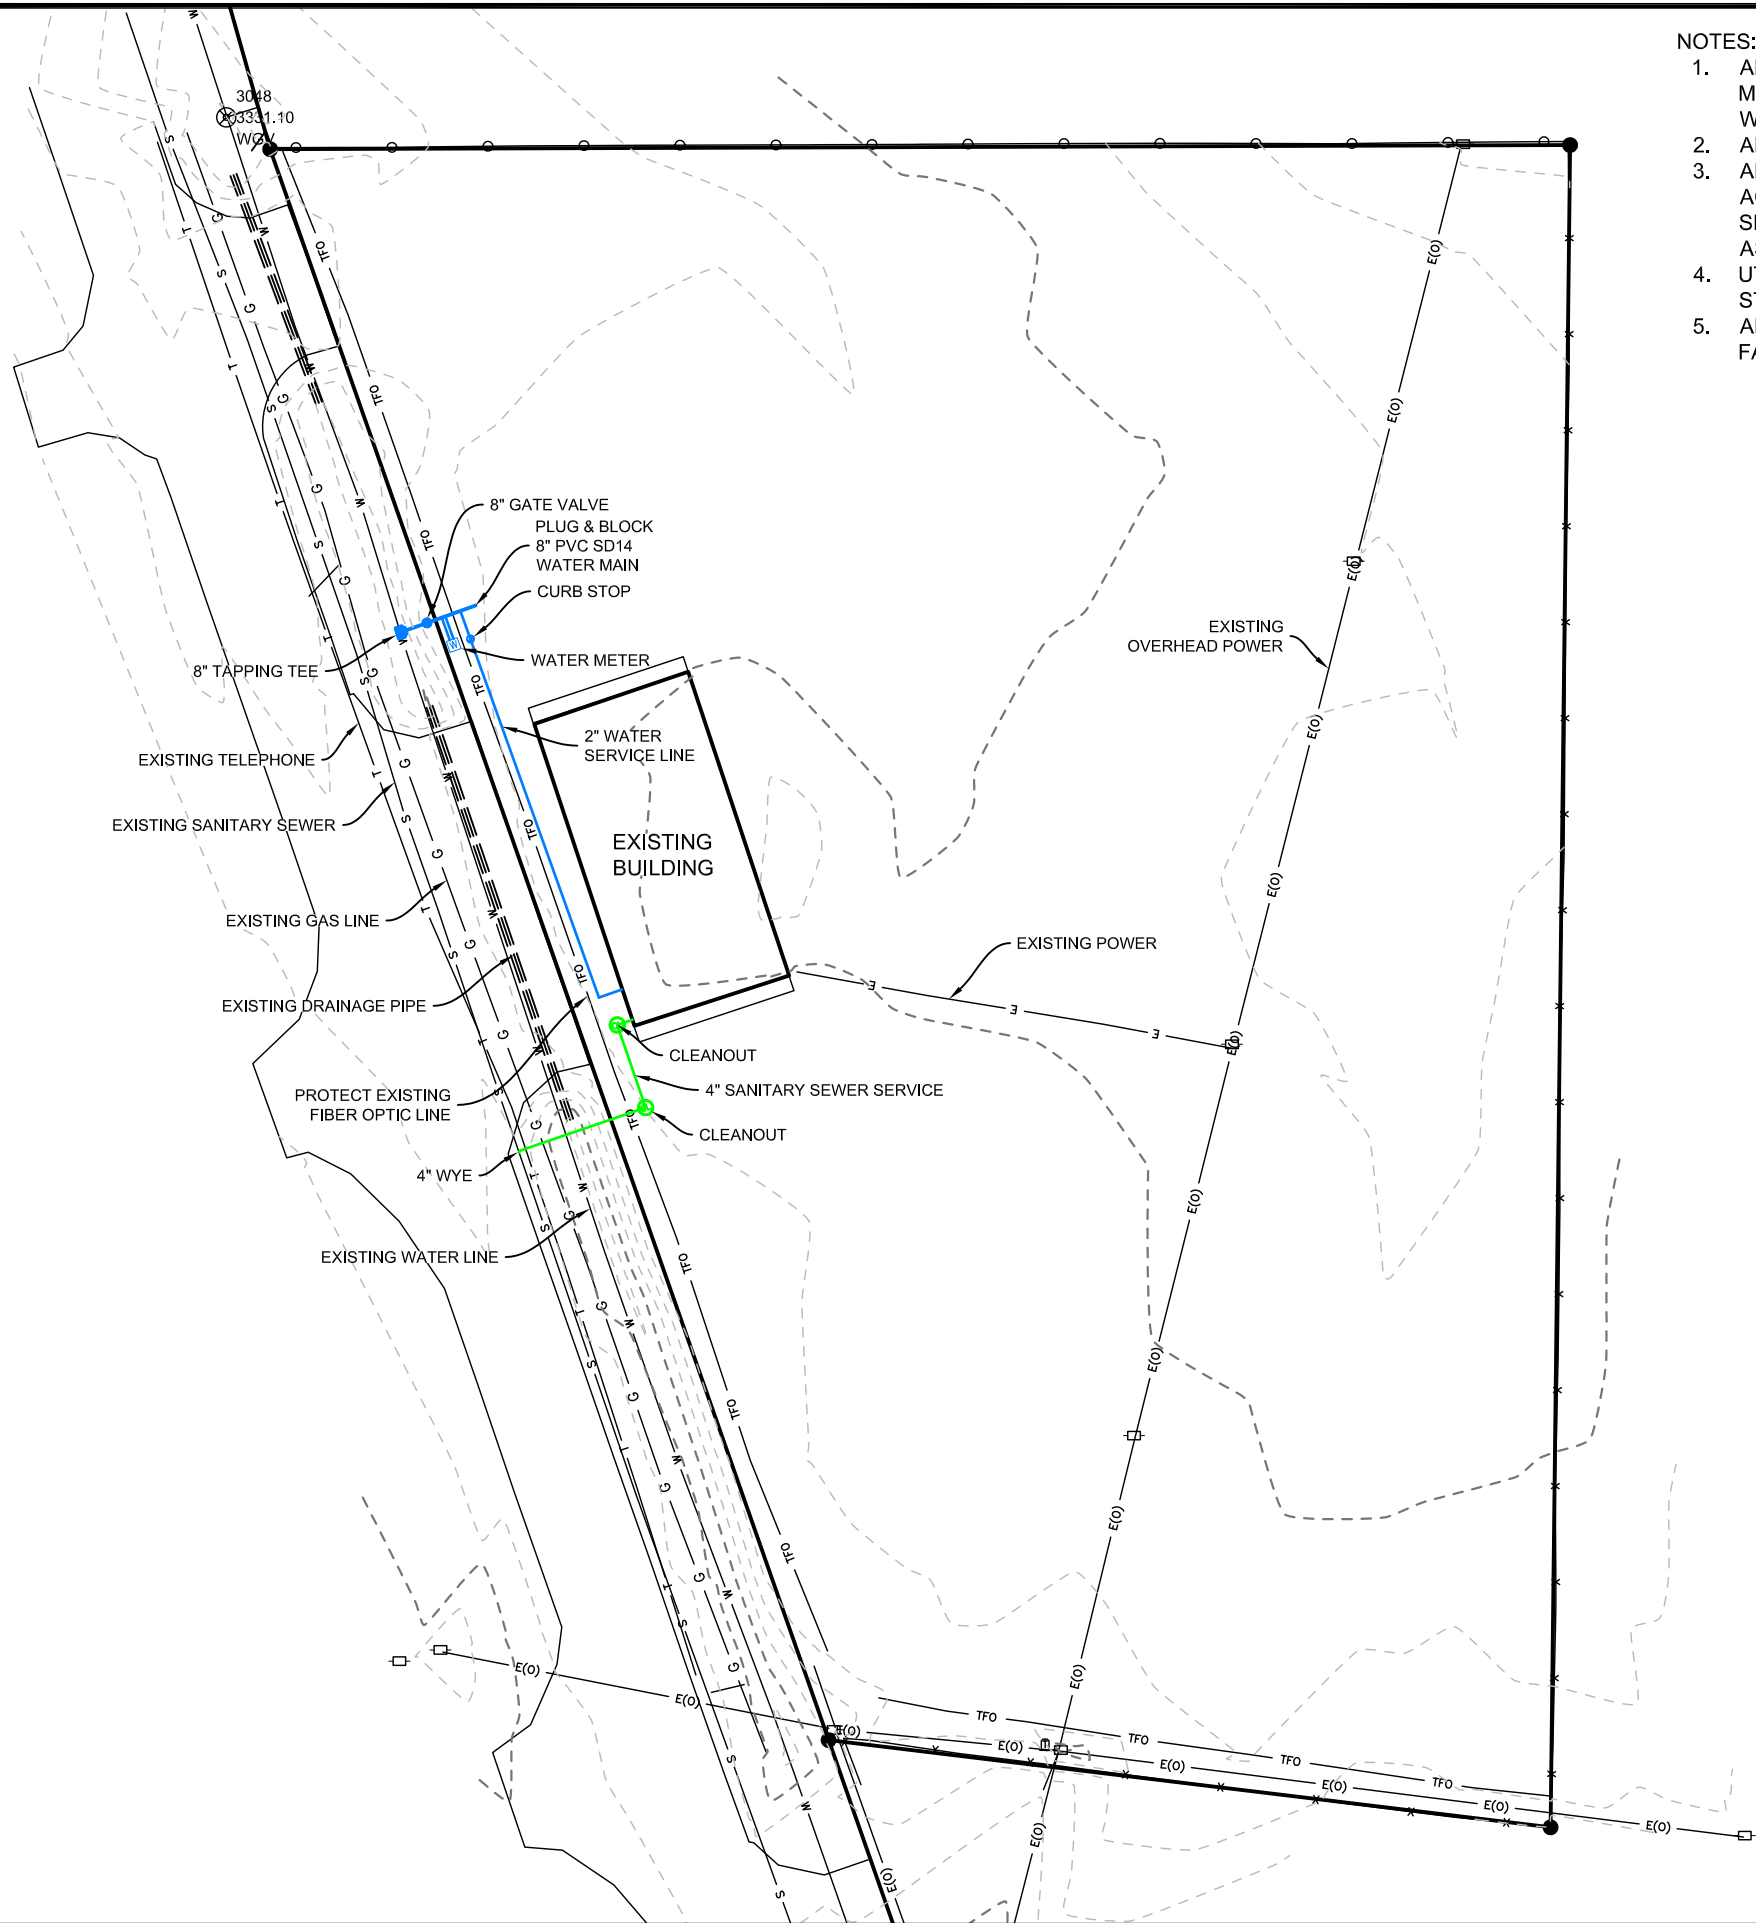 NOTES:
1.
2.
3.
4.
5.
3048
3331.10
WGV
8" GATE VALVE
PLUG & BLOCK
8" PVC SD14
WATER MAIN
CURB STOP
WATER METER
W
8" TAPPING TEE
EXISTING
OVERHEAD POWER
2" WATER
SERVICE LINE
EXISTING TELEPHONE
EXISTING SANITARY SEWER
EXISTING
BUILDING
EXISTING GAS LINE
EXISTING POWER
EXISTING DRAINAGE PIPE
CLEANOUT
4" SANITARY SEWER SERVICE
PROTECT EXISTING
FIBER OPTIC LINE
CLEANOUT
4" WYE
EXISTING WATER LINE
W
S
T
G
TFO
E
E(O)